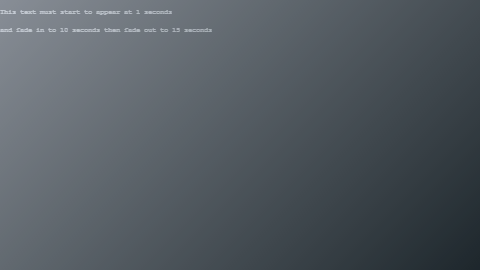 This text must start to appear at 1 seconds
and fade in to 10 seconds then fade out to 15 seconds